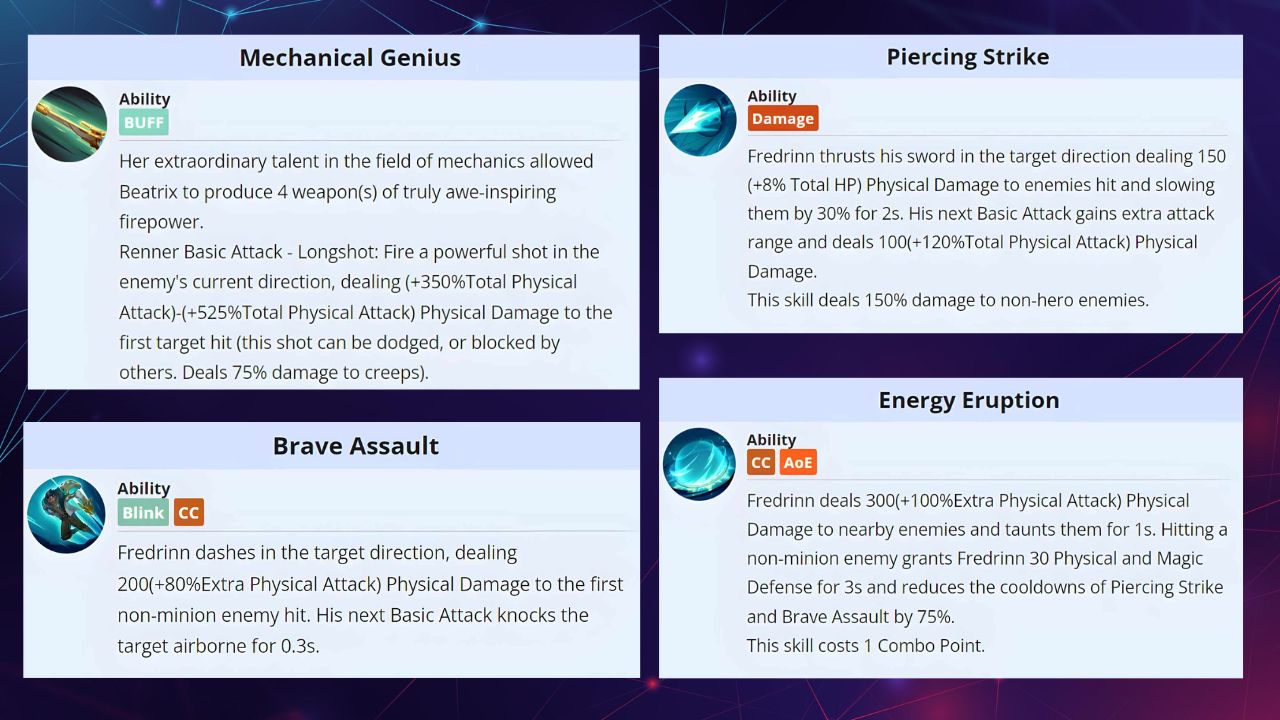 Mechanical Genius
Ability
BUFF
Her extraordinary talent in the field of mechanics allowed
Beatrix to produce 4 weapon(s) of truly awe-inspiring
firepower.
Renner Basic Attack - Longshot: Fire a powerful shot in the
enemy's current direction, dealing (+350%Total Physical
Attack)-(+525%Total Physical Attack) Physical Damage to the
first target hit (this shot can be dodged, or blocked by
others. Deals 75% damage to creeps).
Brave Assault
Ability
Blink CC
Fredrinn dashes in the target direction, dealing
200(+80%Extra Physical Attack) Physical Damage to the first
non-minion enemy hit. His next Basic Attack knocks the
target airborne for 0.3s.
Piercing Strike
Ability
Damage
Fredrinn thrusts his sword in the target direction dealing 150
(+8% Total HP) Physical Damage to enemies hit and slowing
them by 30% for 2s. His next Basic Attack gains extra attack
range and deals 100(+120%Total Physical Attack) Physical
Damage.
This skill deals 150% damage to non-hero enemies.
Energy Eruption
Ability
CC AoE
Fredrinn deals 300(+100%Extra Physical Attack) Physical
Damage to nearby enemies and taunts them for 1s. Hitting a
non-minion enemy grants Fredrinn 30 Physical and Magic
Defense for 3s and reduces the cooldowns of Piercing Strike
and Brave Assault by 75%.
This skill costs 1 Combo Point.